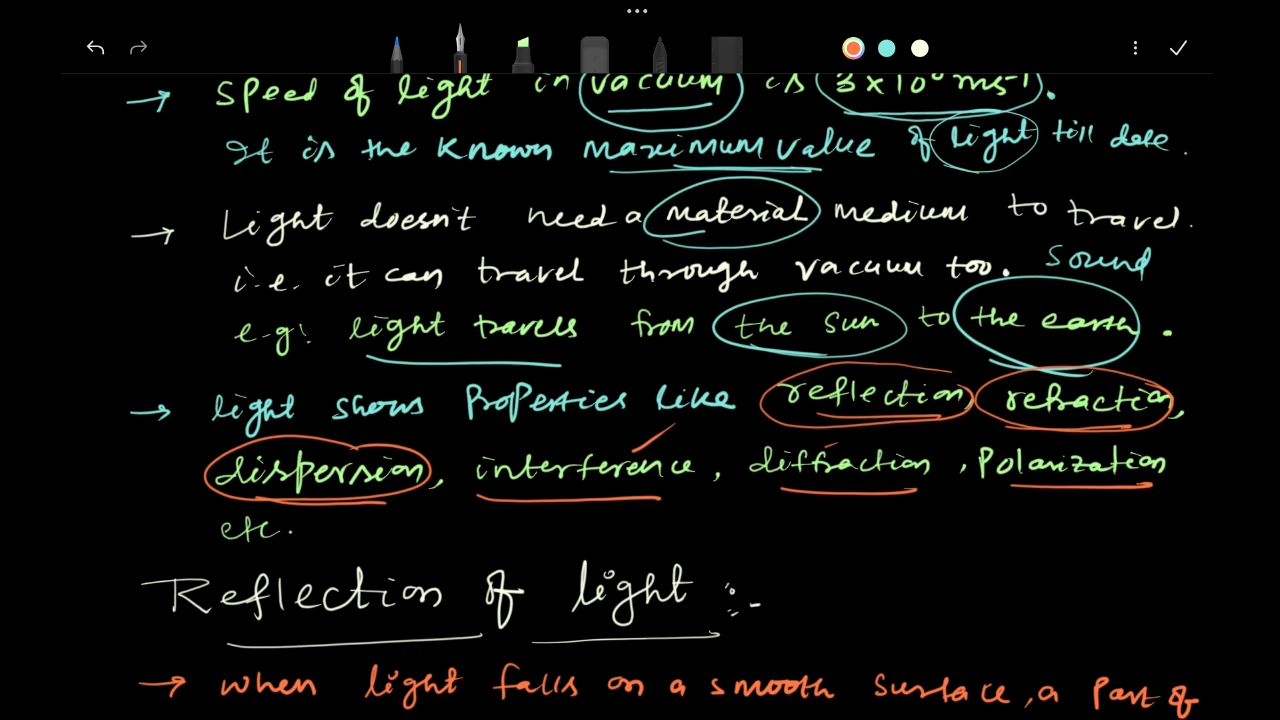 → Speed of light in vacuum is 3 x 10⁸ ms-1.
It is the known maximum value of light till date.
→ Light doesn't need a material medium to travel.
i.e. it can travel through vacuum too. Sound
e.g: light travels from the sun to the earth.
→ light shows Properties like reflection, refraction,
dispersion, interference, diffraction, Polarization
etc.
Reflection of light :-
→ when light falls on a smooth surface, a part of